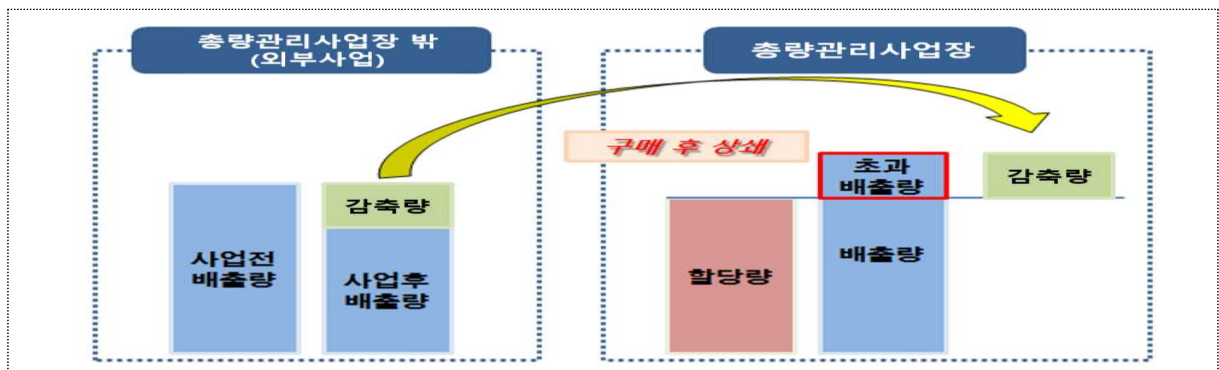 총량관리사업장 밖
(외부사업)
총량관리사업장
구매 후 상쇄
사업전
배출량
감축량
사업후
배출량
할당량
초과
배출량
배출량
감축량